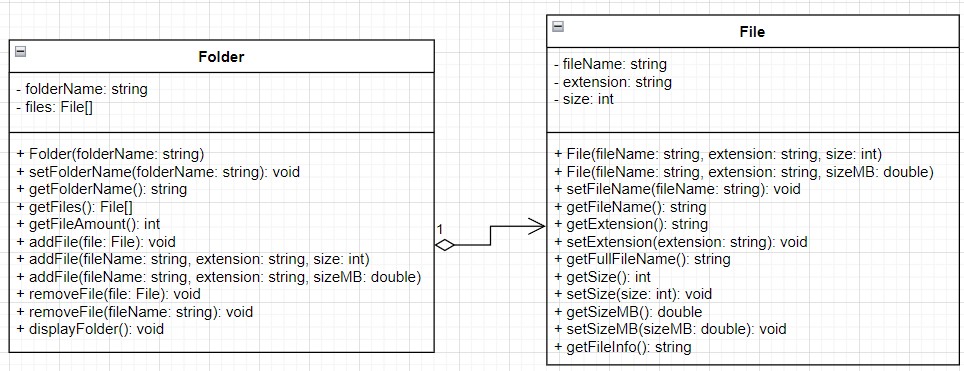 Folder
- folderName: string
- files: File[]
+ Folder(folderName: string)
+ setFolderName(folderName: string): void
+ getFolderName(): string
+ getFiles(): File[]
+ getFileAmount(): int
+ addFile(file: File): void
+ addFile(fileName: string, extension: string, size: int)
+ addFile(fileName: string, extension: string, sizeMB: double)
+ removeFile(file: File): void
+ removeFile(fileName: string): void
+ displayFolder(): void
1
File
- fileName: string
- extension: string
- size: int
+ File(fileName: string, extension: string, size: int)
+ File(fileName: string, extension: string, sizeMB: double)
+ setFileName(fileName: string): void
+ getFileName(): string
+ getExtension(): string
+ setExtension(extension: string): void
+ getFullFileName(): string
+ getSize(): int
+ setSize(size: int): void
+ getSizeMB(): double
+ setSizeMB(sizeMB: double): void
+ getFileInfo(): string